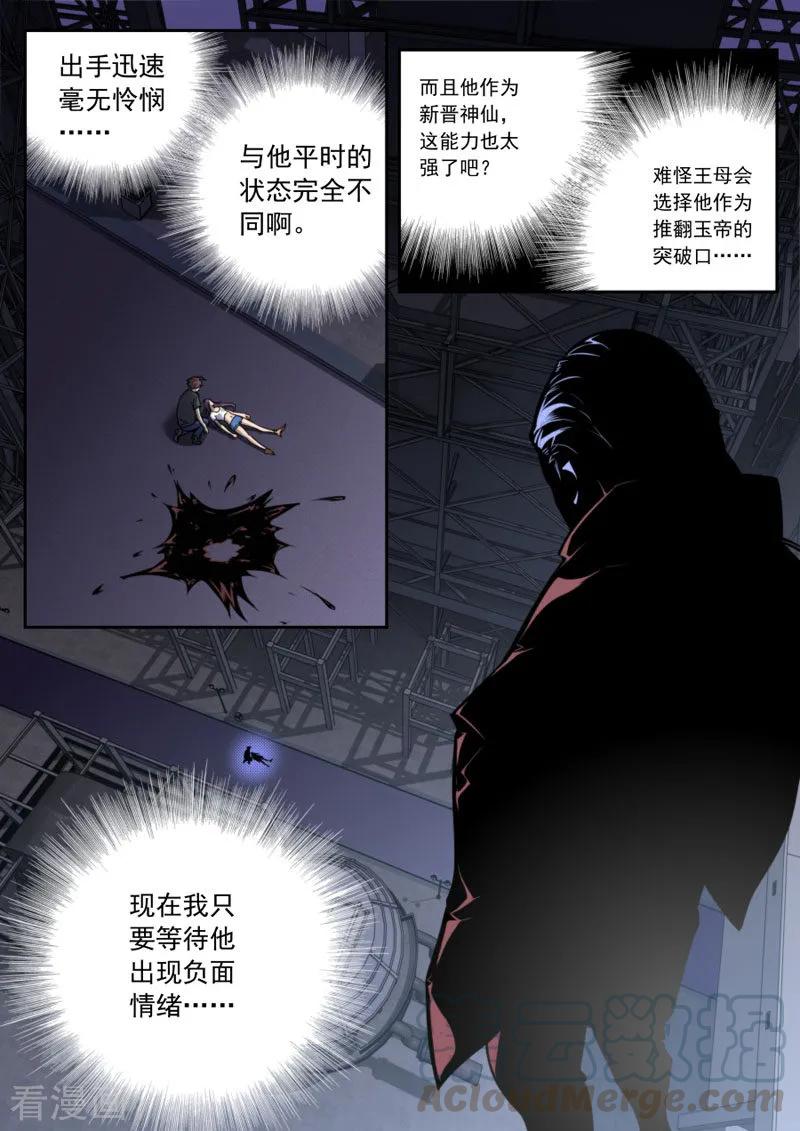 出手迅速
毫无怜悯
……
与他平时的
状态完全不
同啊。
而且他作为
新晋神仙，
这能力也太
强了吧？
难怪王母会
选择他作为
推翻玉帝的
突破口……
现在我只
要等待他
出现负面
情绪……
看漫画
云数据
ACloudMerge.com